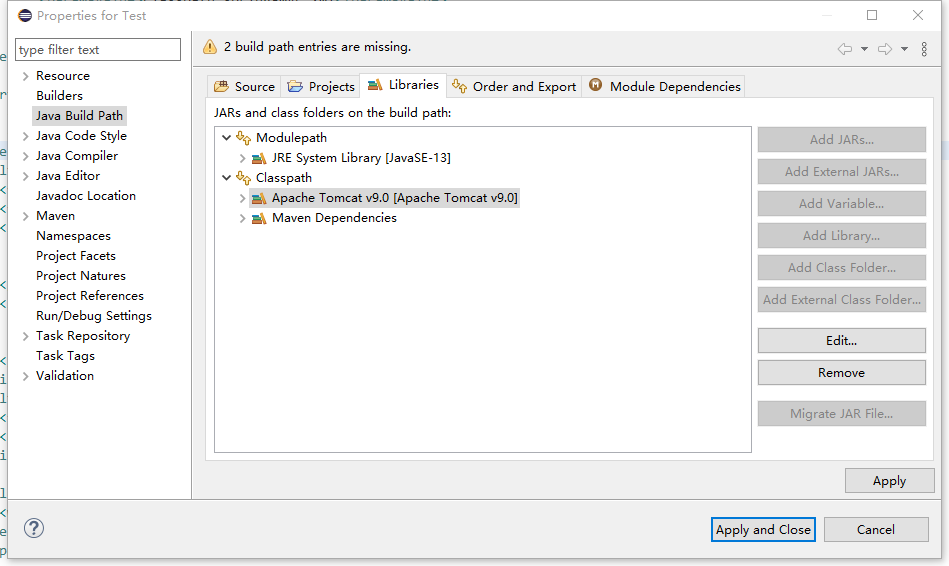 Properties for Test
type filter text
Resource
Builders
Java Build Path
Java Code Style
Java Compiler
Java Editor
Javadoc Location
Maven
Namespaces
Project Facets
Project Natures
Project References
Run/Debug Settings
Task Repository
Task Tags
Validation
2 build path entries are missing.
Source
Projects
Libraries
Order and Export
Module Dependencies
JARs and class folders on the build path:
Modulepath
JRE System Library [JavaSE-13]
Classpath
Apache Tomcat v9.0 [Apache Tomcat v9.0]
Maven Dependencies
Add JARs...
Add External JARs...
Add Variable...
Add Library...
Add Class Folder...
Add External Class Folder...
Edit...
Remove
Migrate JAR File...
Apply
Apply and Close
Cancel